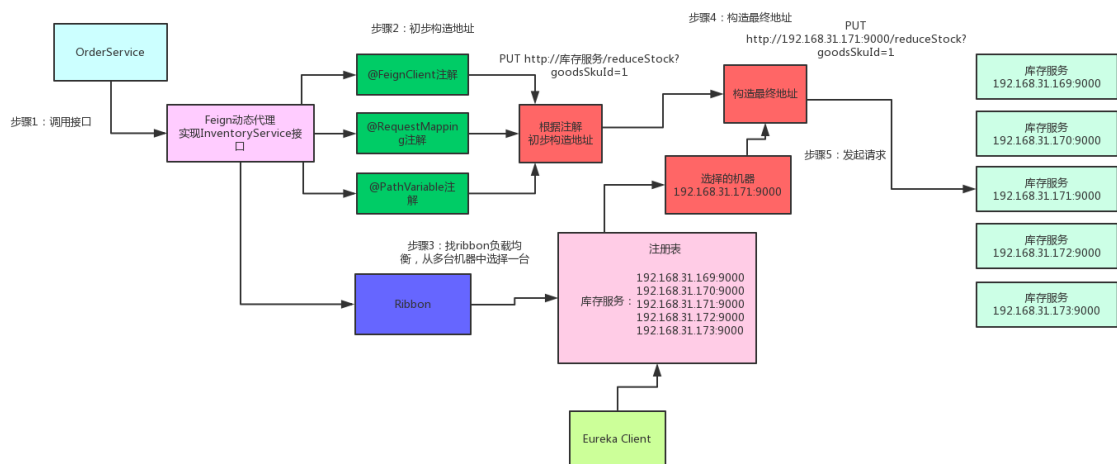 OrderService
步骤1：调用接口
Feign动态代理
实现InventoryService接
口
步骤2：初步构造地址
@FeignClient注解
@RequestMappin
g注解
@PathVariable注
解
PUT http://库存服务/reduceStock?
goodsSkuId=1
根据注解
初步构造地址
步骤3：找ribbon负载均
衡，从多台机器中选择一台
Ribbon
注册表
库存服务：
192.168.31.169:9000
192.168.31.170:9000
192.168.31.171:9000
192.168.31.172:9000
192.168.31.173:9000
Eureka Client
选择的机器
192.168.31.171:9000
步骤4：构造最终地址
PUT
http://192.168.31.171:9000/reduceStock?
goodsSkuId=1
构造最终地址
步骤5：发起请求
库存服务
192.168.31.169:9000
库存服务
192.168.31.170:9000
库存服务
192.168.31.171:9000
库存服务
192.168.31.172:9000
库存服务
192.168.31.173:9000